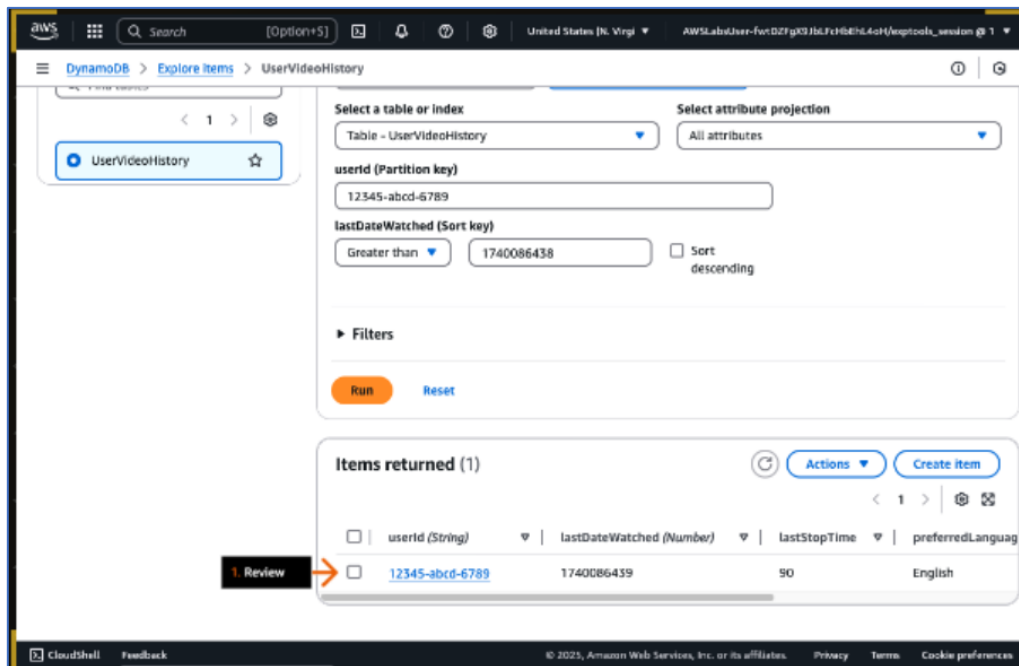 aws Search [Option+S] United States (N. Virgi
DynamoDB > Explore Items > UserVideoHistory
1
UserVideoHistory
Select a table or index
Select attribute projection
Table - UserVideoHistory
All attributes
userId (Partition key)
12345-abcd-6789
lastDateWatched (Sort key)
Greater than
1740086438
Sort descending
Filters
Run Reset
Items returned (1)
Actions
Create item
1
userId (String) lastDateWatched (Number) lastStopTime preferredLanguag
1. Review
12345-abcd-6789 1740086439 90 English
CloudShell Feedback © 2025, Amazon Web Services, Inc. or its affiliates. Privacy Terms Cookie preferences